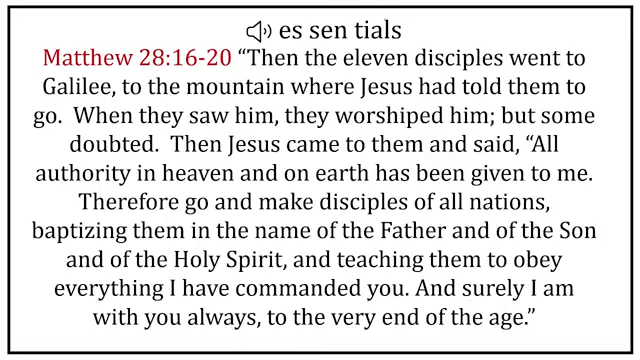 es sen tials
Matthew 28:16-20 “Then the eleven disciples went to
Galilee, to the mountain where Jesus had told them to
go.  When they saw him, they worshiped him; but some
doubted.  Then Jesus came to them and said, “All
authority in heaven and on earth has been given to me.
Therefore go and make disciples of all nations,
baptizing them in the name of the Father and of the Son
and of the Holy Spirit, and teaching them to obey
everything I have commanded you. And surely I am
with you always, to the very end of the age.”